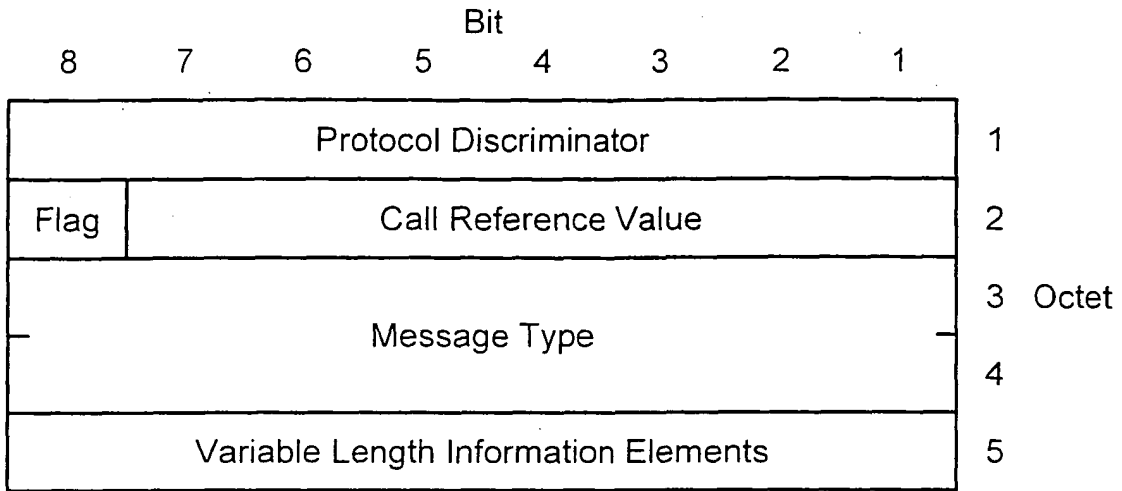 Bit
8 7 6 5 4 3 2 1
Protocol Discriminator 1
Flag Call Reference Value 2
3 Octet
Message Type
4
Variable Length Information Elements 5